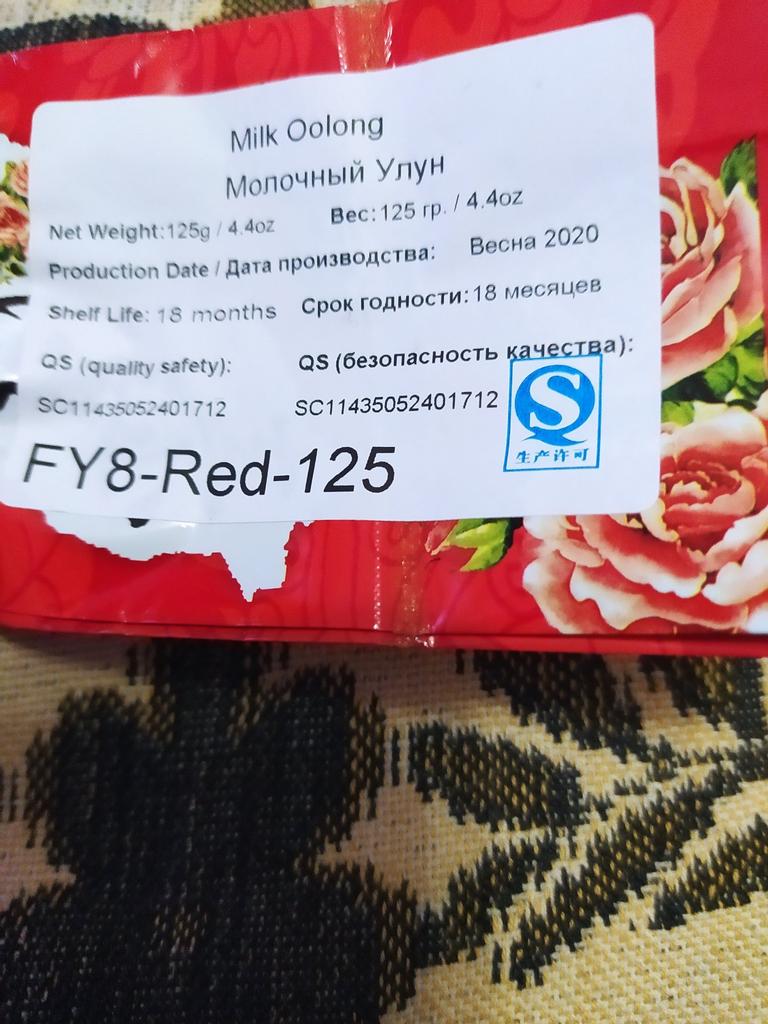 Milk Oolong
Молочный Улун
Net Weight:125g / 4.4oz Вес:125 гр. / 4.4oz
Production Date / Дата производства: Весна 2020
Shelf Life: 18 months Срок годности:18 месяцев
QS (quality safety): QS (безопасность качества):
SC11435052401712 SC11435052401712
生产许可
FY8-Red-125